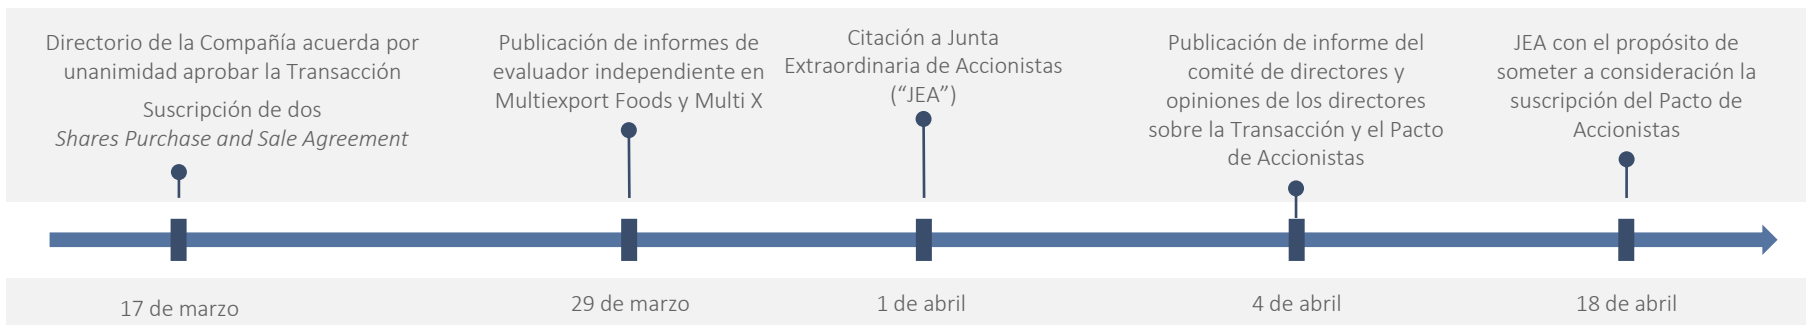 Directorio de la Compañía acuerda por
unanimidad aprobar la Transacción
Suscripción de dos
Shares Purchase and Sale Agreement
Publicación de informes de
evaluador independiente en
Multiexport Foods y Multi X
Citación a Junta
Extraordinaria de Accionistas
(“JEA”)
Publicación de informe del
comité de directores y
opiniones de los directores
sobre la Transacción y el Pacto
de Accionistas
JEA con el propósito de
someter a consideración la
suscripción del Pacto de
Accionistas
17 de marzo
29 de marzo
1 de abril
4 de abril
18 de abril